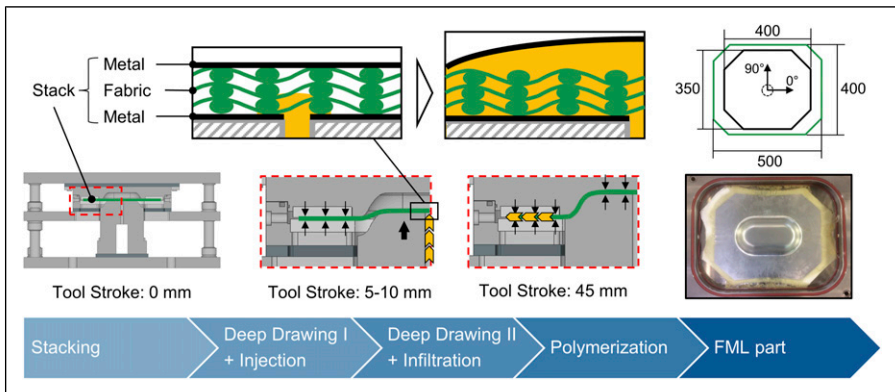 Metal
Stack Fabric
Metal
400
90°
0°
350
400
500
Tool Stroke: 0 mm
Tool Stroke: 5-10 mm
Tool Stroke: 45 mm
Stacking
Deep Drawing I
+ Injection
Deep Drawing II
+ Infiltration
Polymerization
FML part